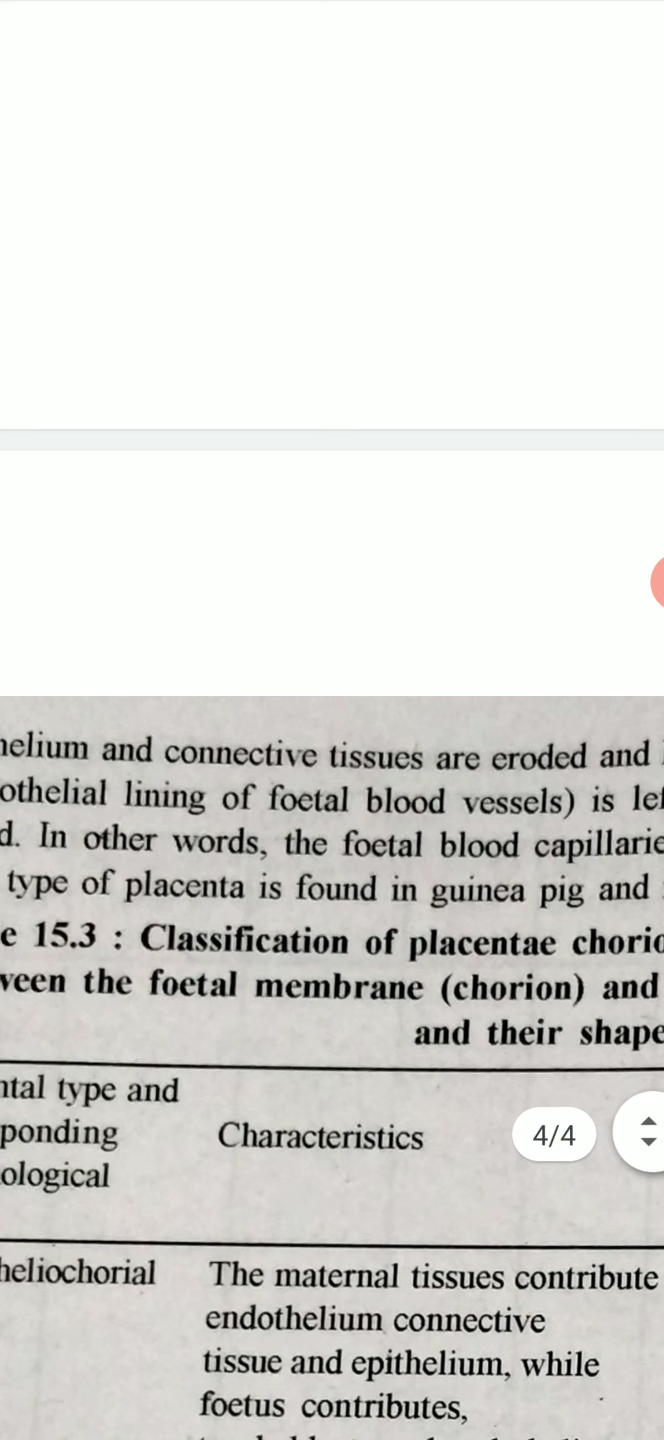 helium and connective tissues are eroded and
othelial lining of foetal blood vessels) is lef
d. In other words, the foetal blood capillarie
type of placenta is found in guinea pig and
e 15.3 : Classification of placentae chorio
veen the foetal membrane (chorion) and
and their shape
ntal type and
ponding
ological
Characteristics
4/4
heliochorial
The maternal tissues contribute
endothelium connective
tissue and epithelium, while
foetus contributes,